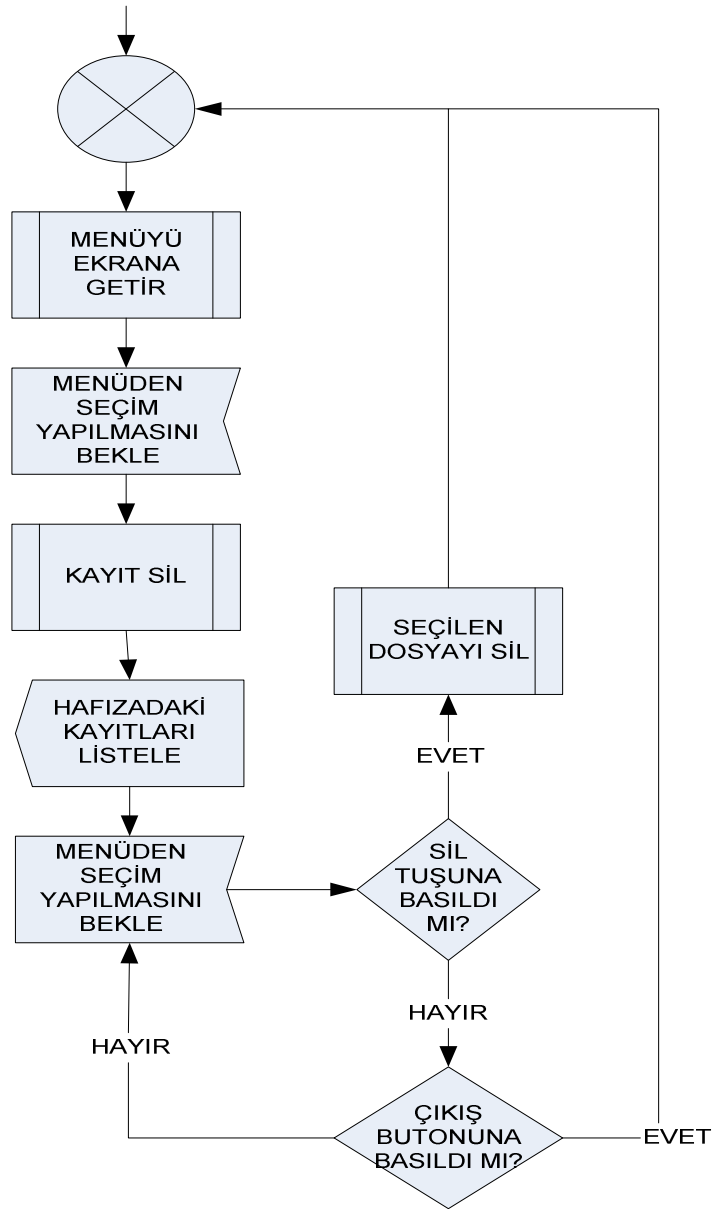 MENÜYÜ
EKRANA
GETİR
MENÜDEN
SEÇİM
YAPILMASINI
BEKLE
KAYIT SİL
HAFIZADAKİ
KAYITLARI
LİSTELE
MENÜDEN
SEÇİM
YAPILMASINI
BEKLE
SEÇİLEN
DOSYAYI SİL
EVET
SİL
TUŞUNA
BASILDI
MI?
HAYIR
HAYIR
ÇIKIŞ
BUTONUNA
BASILDI MI?
EVET